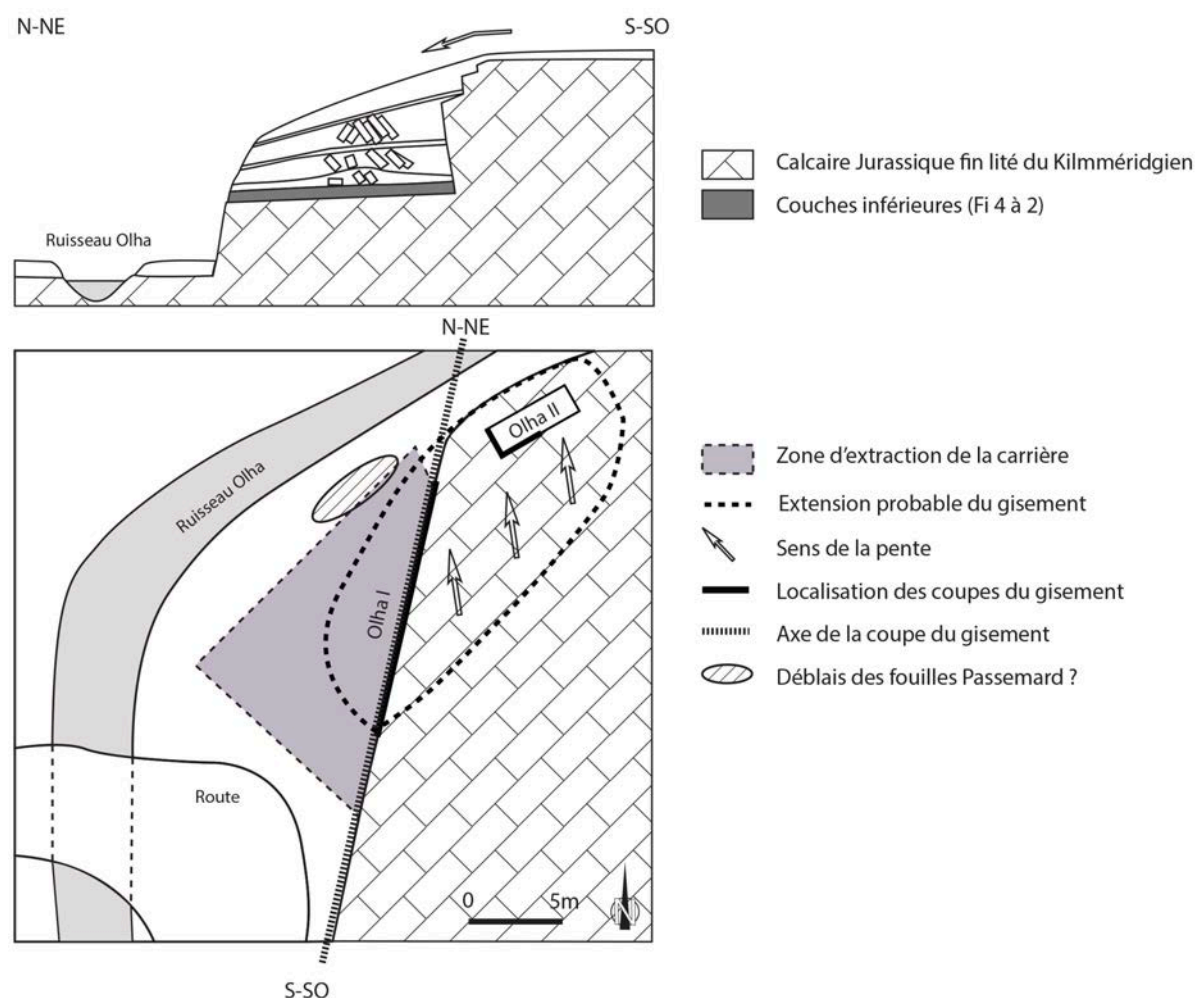 N-NE
S-SO
Ruisseau Olha
Calcaire Jurassique fin lité du Kilmméridgien
Couches inférieures (Fi 4 à 2)
N-NE
Olha II
Ruisseau Olha
Olha I
Route
0 5m
N
S-SO
Zone d'extraction de la carrière
Extension probable du gisement
Sens de la pente
Localisation des coupes du gisement
Axe de la coupe du gisement
Déblais des fouilles Passemard ?